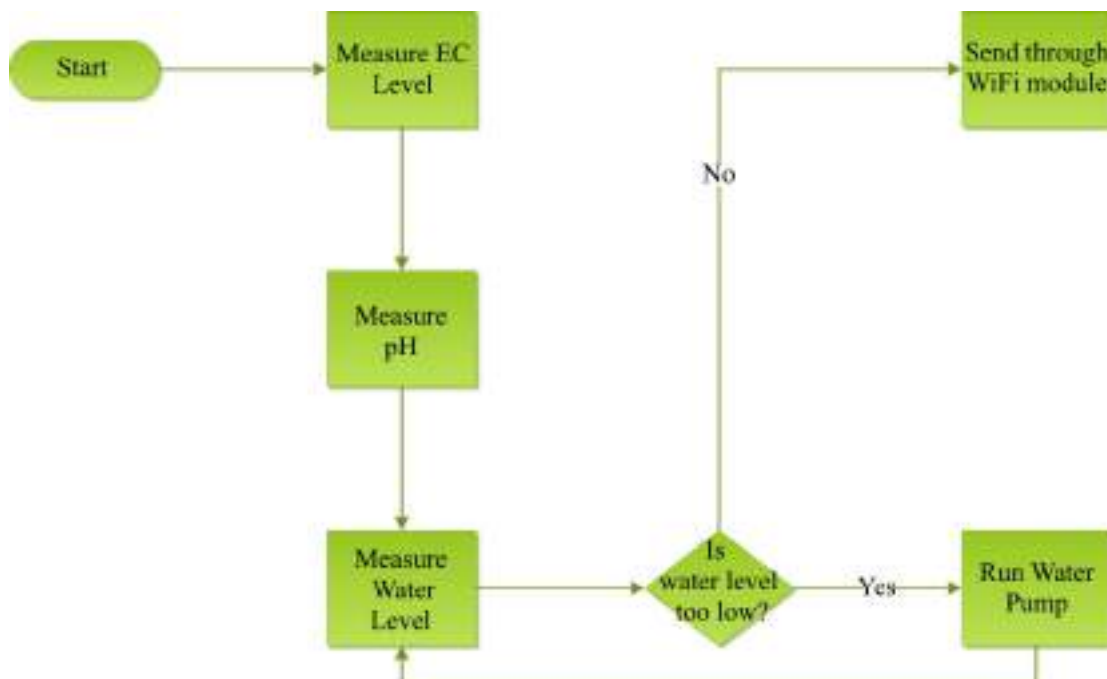 Start
Measure EC
Level
Send through
WiFi module
No
Measure
pH
Measure
Water
Level
Is
water level
too low?
Yes
Run Water
Pump